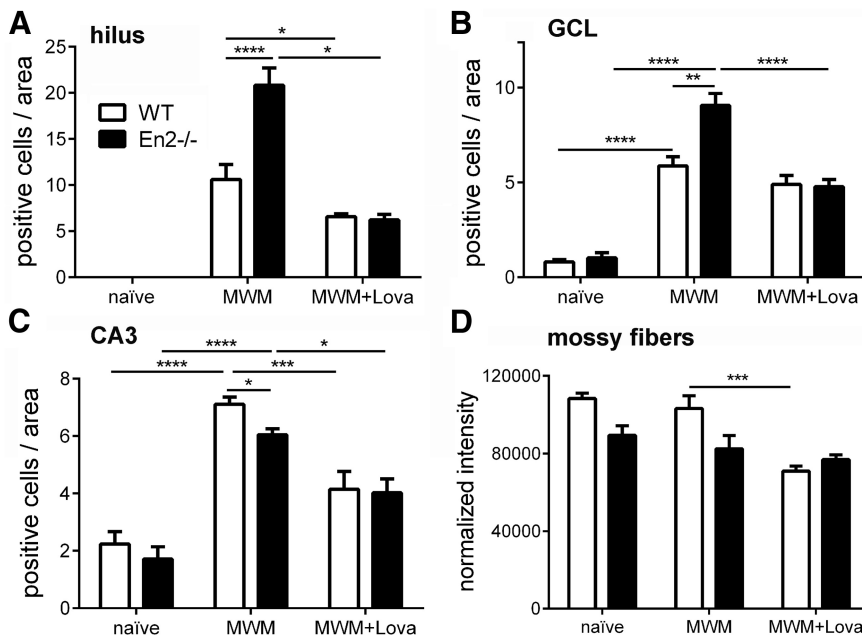 A hilus
* 
**** *
25
20
15
10
5
0
positive cells / area
WT
En2-/-
naïve MWM MWM+Lova
B GCL
**** ****
**
****
10
5
0
positive cells / area
naïve MWM MWM+Lova
C CA3
**** *
**** ***
*
8
6
4
2
0
positive cells / area
naïve MWM MWM+Lova
D mossy fibers
***
120000
80000
40000
0
normalized intensity
naïve MWM MWM+Lova